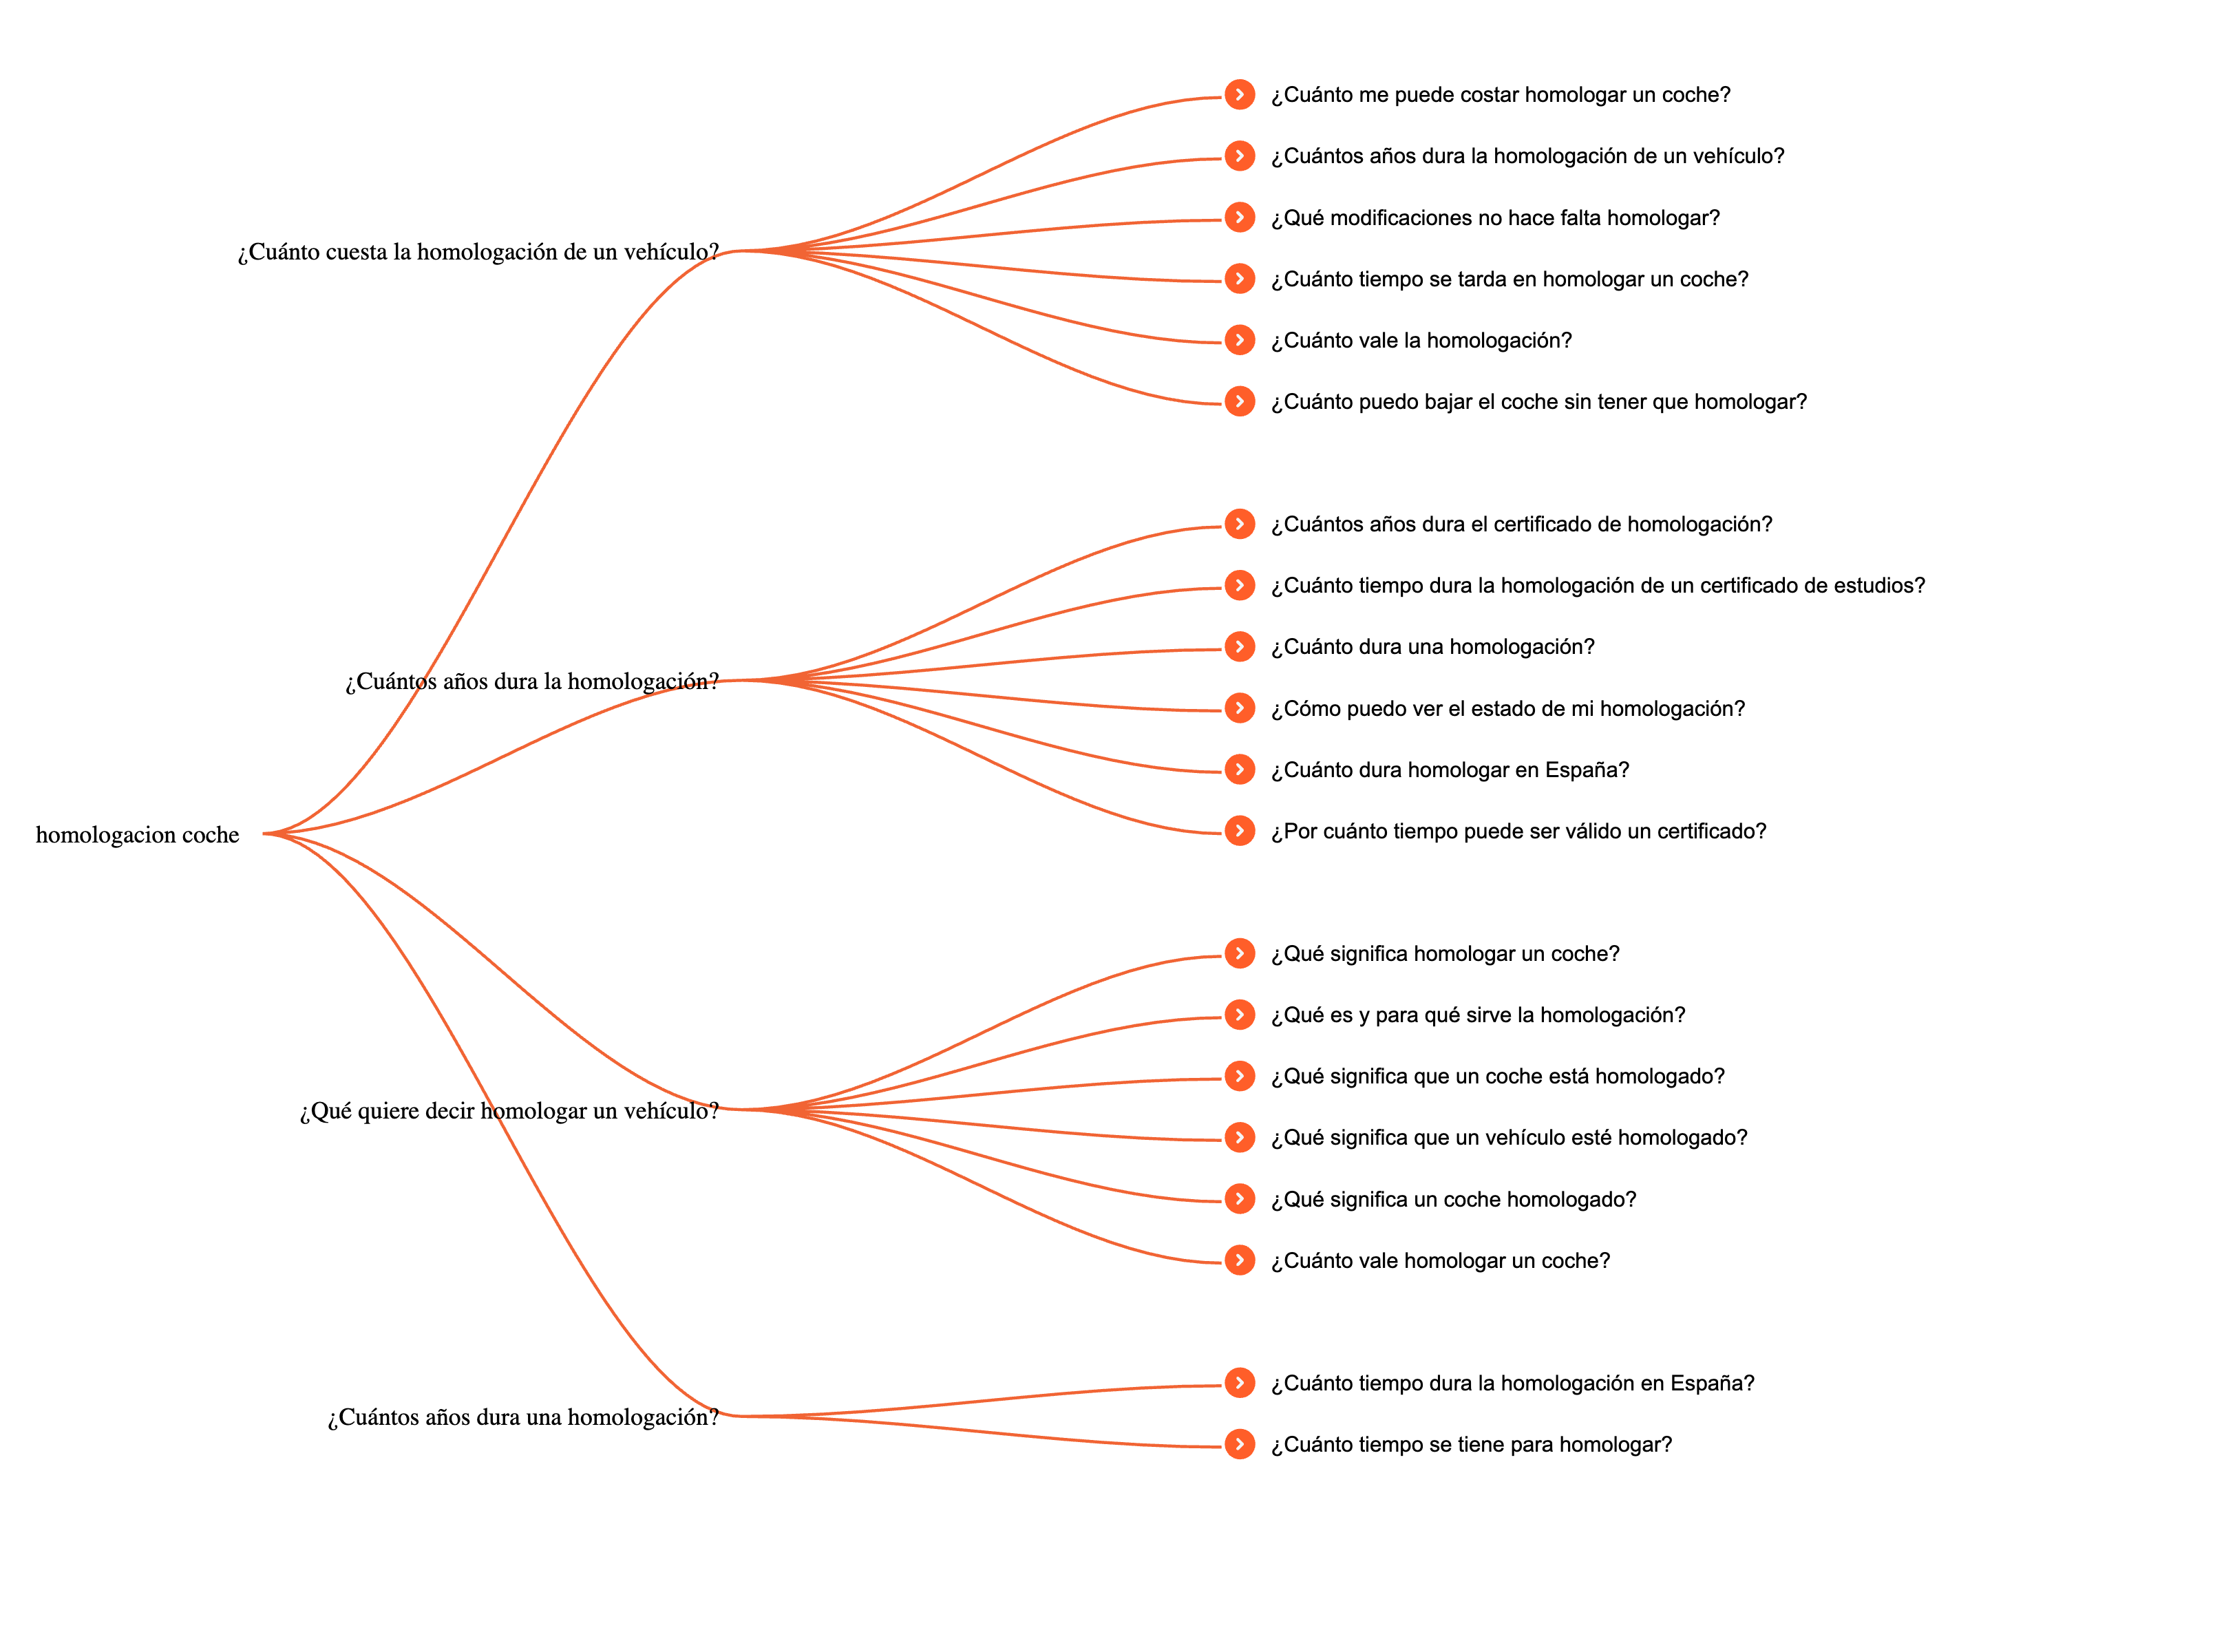 homologacion coche
¿Cuánto cuesta la homologación de un vehículo?
¿Cuánto me puede costar homologar un coche?
¿Cuántos años dura la homologación de un vehículo?
¿Qué modificaciones no hace falta homologar?
¿Cuánto tiempo se tarda en homologar un coche?
¿Cuánto vale la homologación?
¿Cuánto puedo bajar el coche sin tener que homologar?
¿Cuántos años dura la homologación?
¿Cuántos años dura el certificado de homologación?
¿Cuánto tiempo dura la homologación de un certificado de estudios?
¿Cuánto dura una homologación?
¿Cómo puedo ver el estado de mi homologación?
¿Cuánto dura homologar en España?
¿Por cuánto tiempo puede ser válido un certificado?
¿Qué quiere decir homologar un vehículo?
¿Qué significa homologar un coche?
¿Qué es y para qué sirve la homologación?
¿Qué significa que un coche está homologado?
¿Qué significa que un vehículo esté homologado?
¿Qué significa un coche homologado?
¿Cuánto vale homologar un coche?
¿Cuántos años dura una homologación?
¿Cuánto tiempo dura la homologación en España?
¿Cuánto tiempo se tiene para homologar?